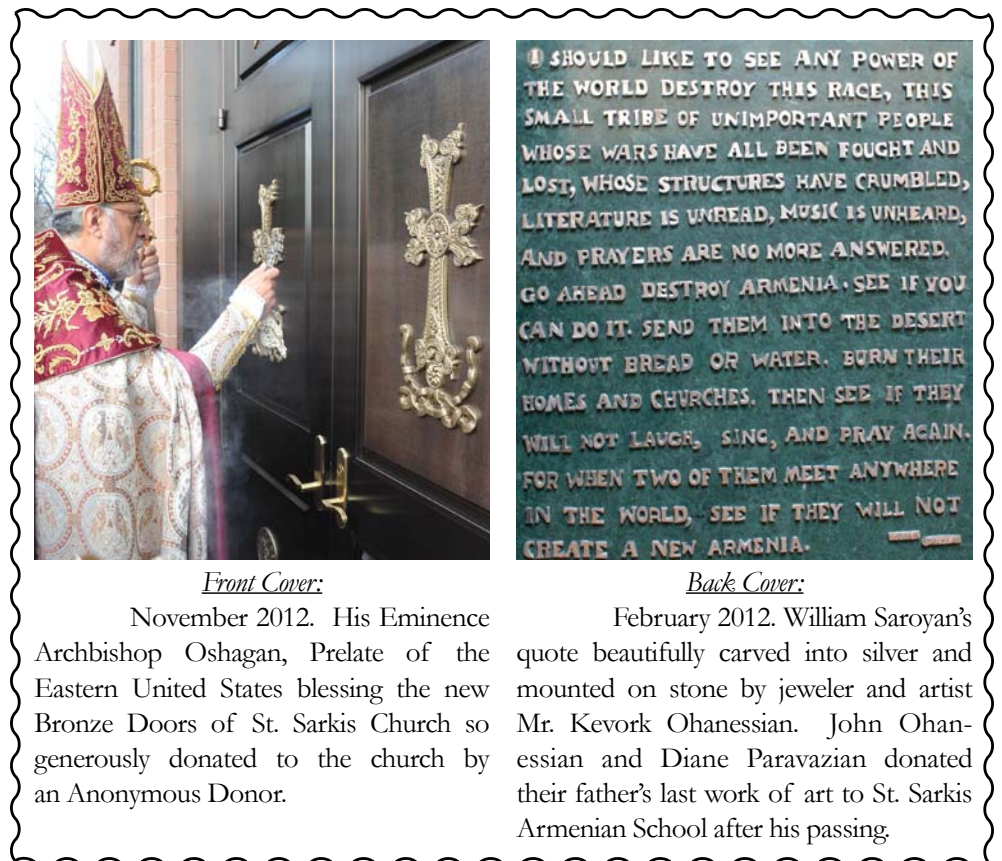 I SHOULD LIKE TO SEE ANY POWER OF
THE WORLD DESTROY THIS RACE, THIS
SMALL TRIBE OF UNIMPORTANT PEOPLE
WHOSE WARS HAVE ALL BEEN FOUGHT AND
LOST, WHOSE STRUCTURES HAVE CRUMBLED,
LITERATURE IS UNREAD, MUSIC IS UNHEARD,
AND PRAYERS ARE NO MORE ANSWERED.
GO AHEAD DESTROY ARMENIA. SEE IF YOU
CAN DO IT. SEND THEM INTO THE DESERT
WITHOUT BREAD OR WATER. BURN THEIR
HOMES AND CHURCHES. THEN SEE IF THEY
WILL NOT LAUGH, SING, AND PRAY AGAIN.
FOR WHEN TWO OF THEM MEET ANYWHERE
IN THE WORLD, SEE IF THEY WILL NOT
CREATE A NEW ARMENIA.
Front Cover:
November 2012. His Eminence
Archbishop Oshagan, Prelate of the
Eastern United States blessing the new
Bronze Doors of St. Sarkis Church so
generously donated to the church by
an Anonymous Donor.
Back Cover:
February 2012. William Saroyan's
quote beautifully carved into silver and
mounted on stone by jeweler and artist
Mr. Kevork Ohanessian. John Ohan-
essian and Diane Paravazian donated
their father's last work of art to St. Sarkis
Armenian School after his passing.